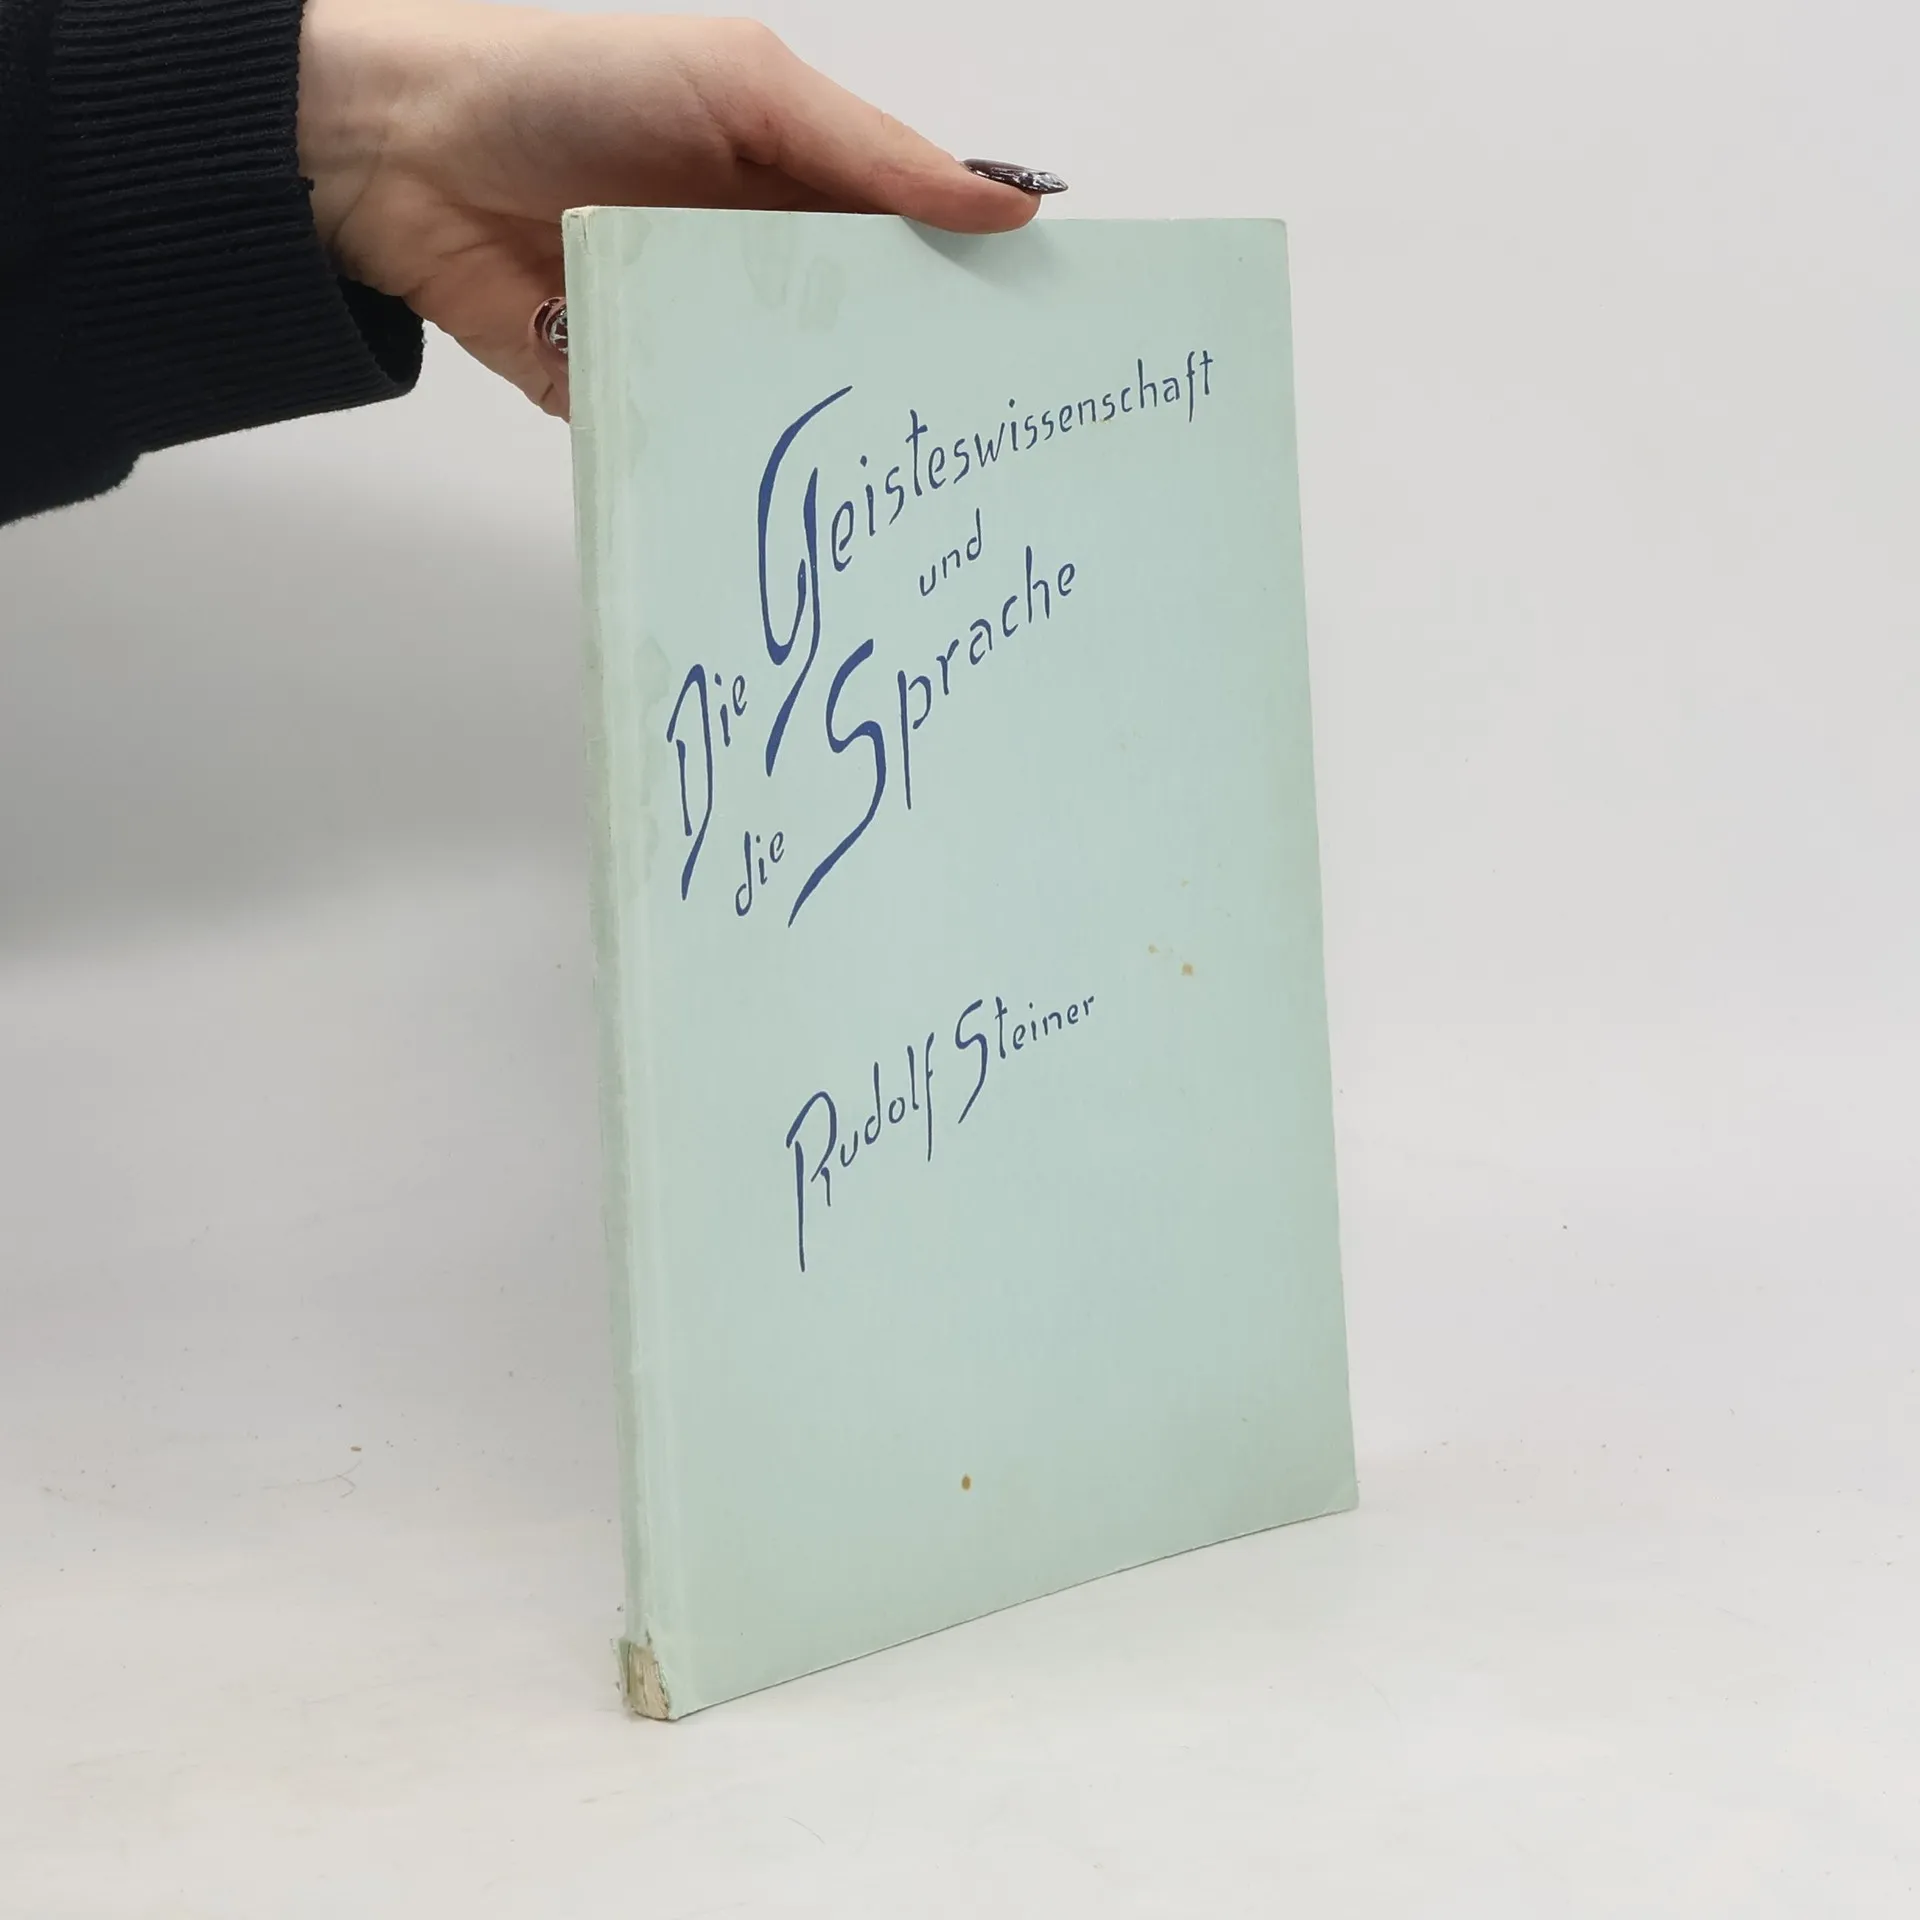 Die Geisteswissenschaft
und
die Sprache
Rudolf Steiner